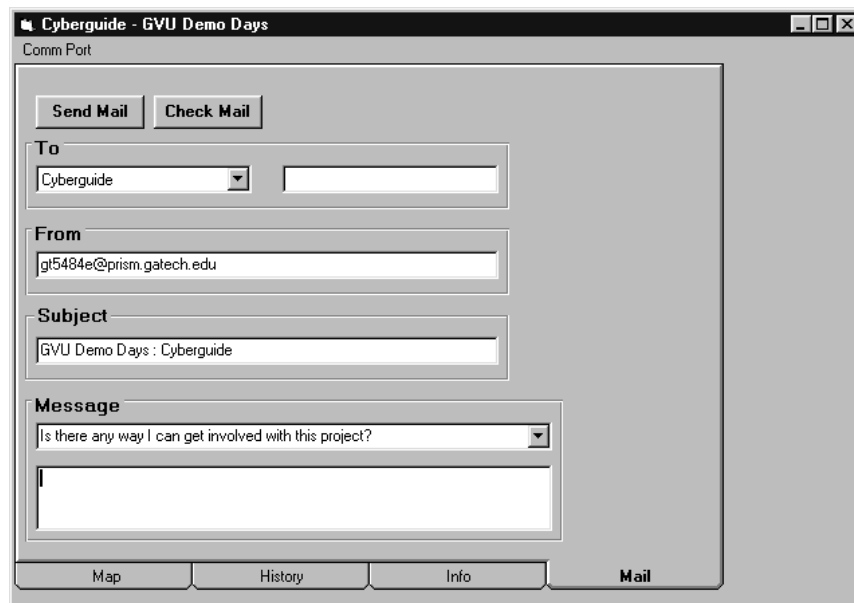 Cyberguide - GVU Demo Days
Comm Port
Send Mail Check Mail
To
Cyberguide
From
gt5484e@prism.gatech.edu
Subject
GVU Demo Days : Cyberguide
Message
Is there any way I can get involved with this project?
Map History Info Mail